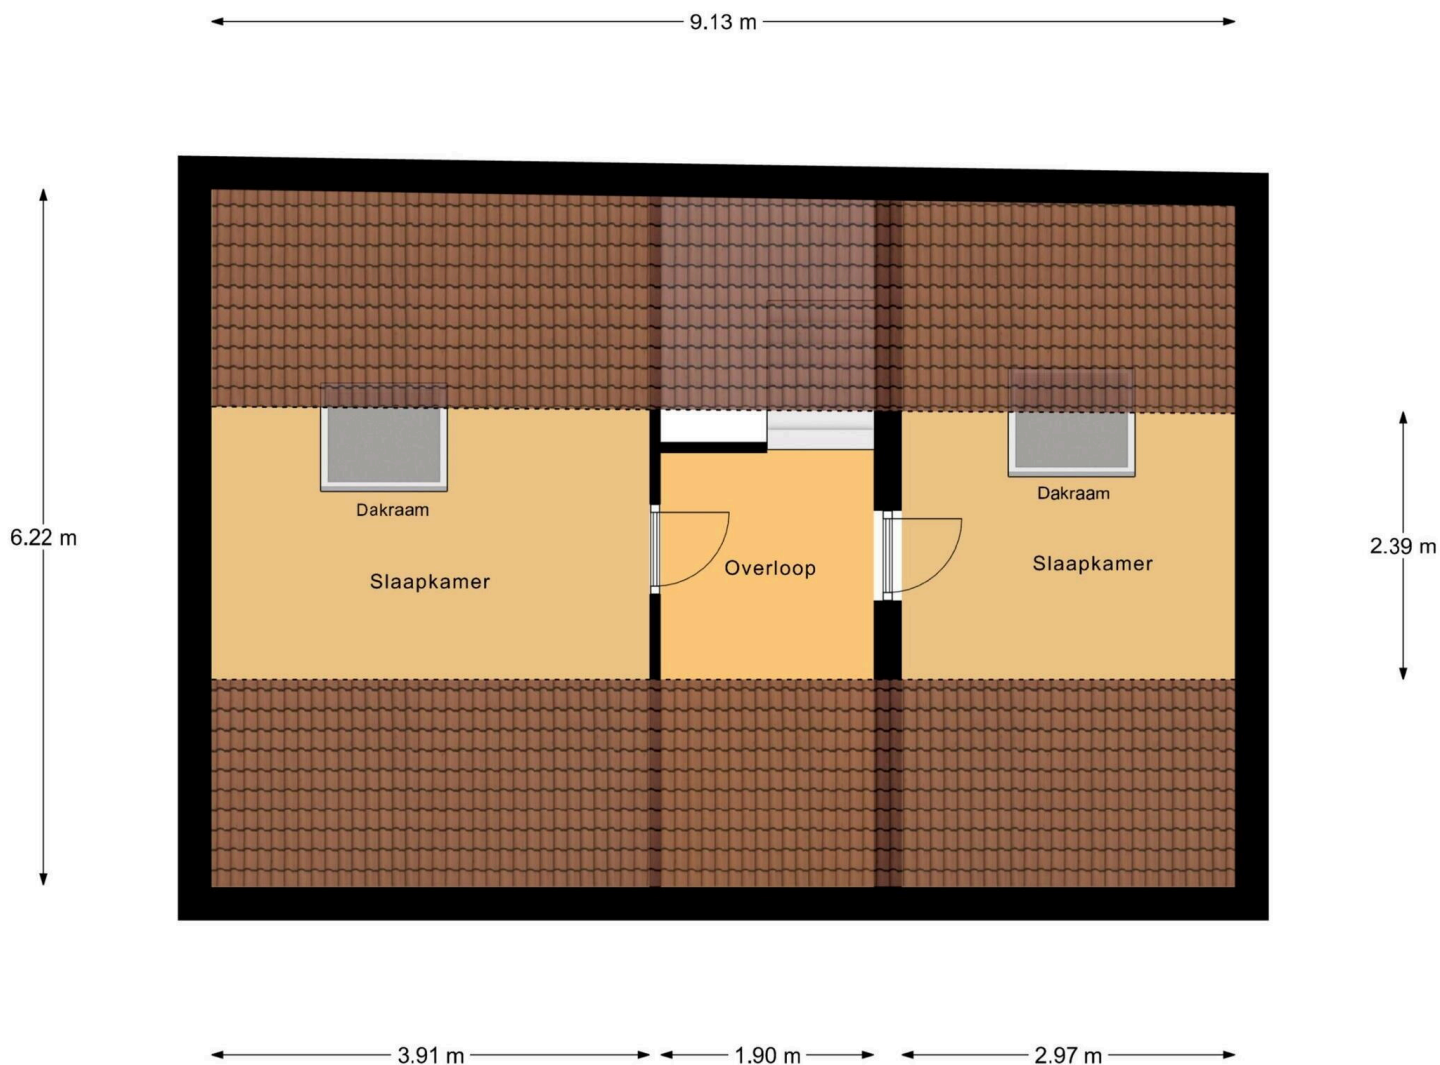 9.13 m
6.22 m
2.39 m
Dakraam
Dakraam
Slaapkamer
Overloop
Slaapkamer
3.91 m
1.90 m
2.97 m